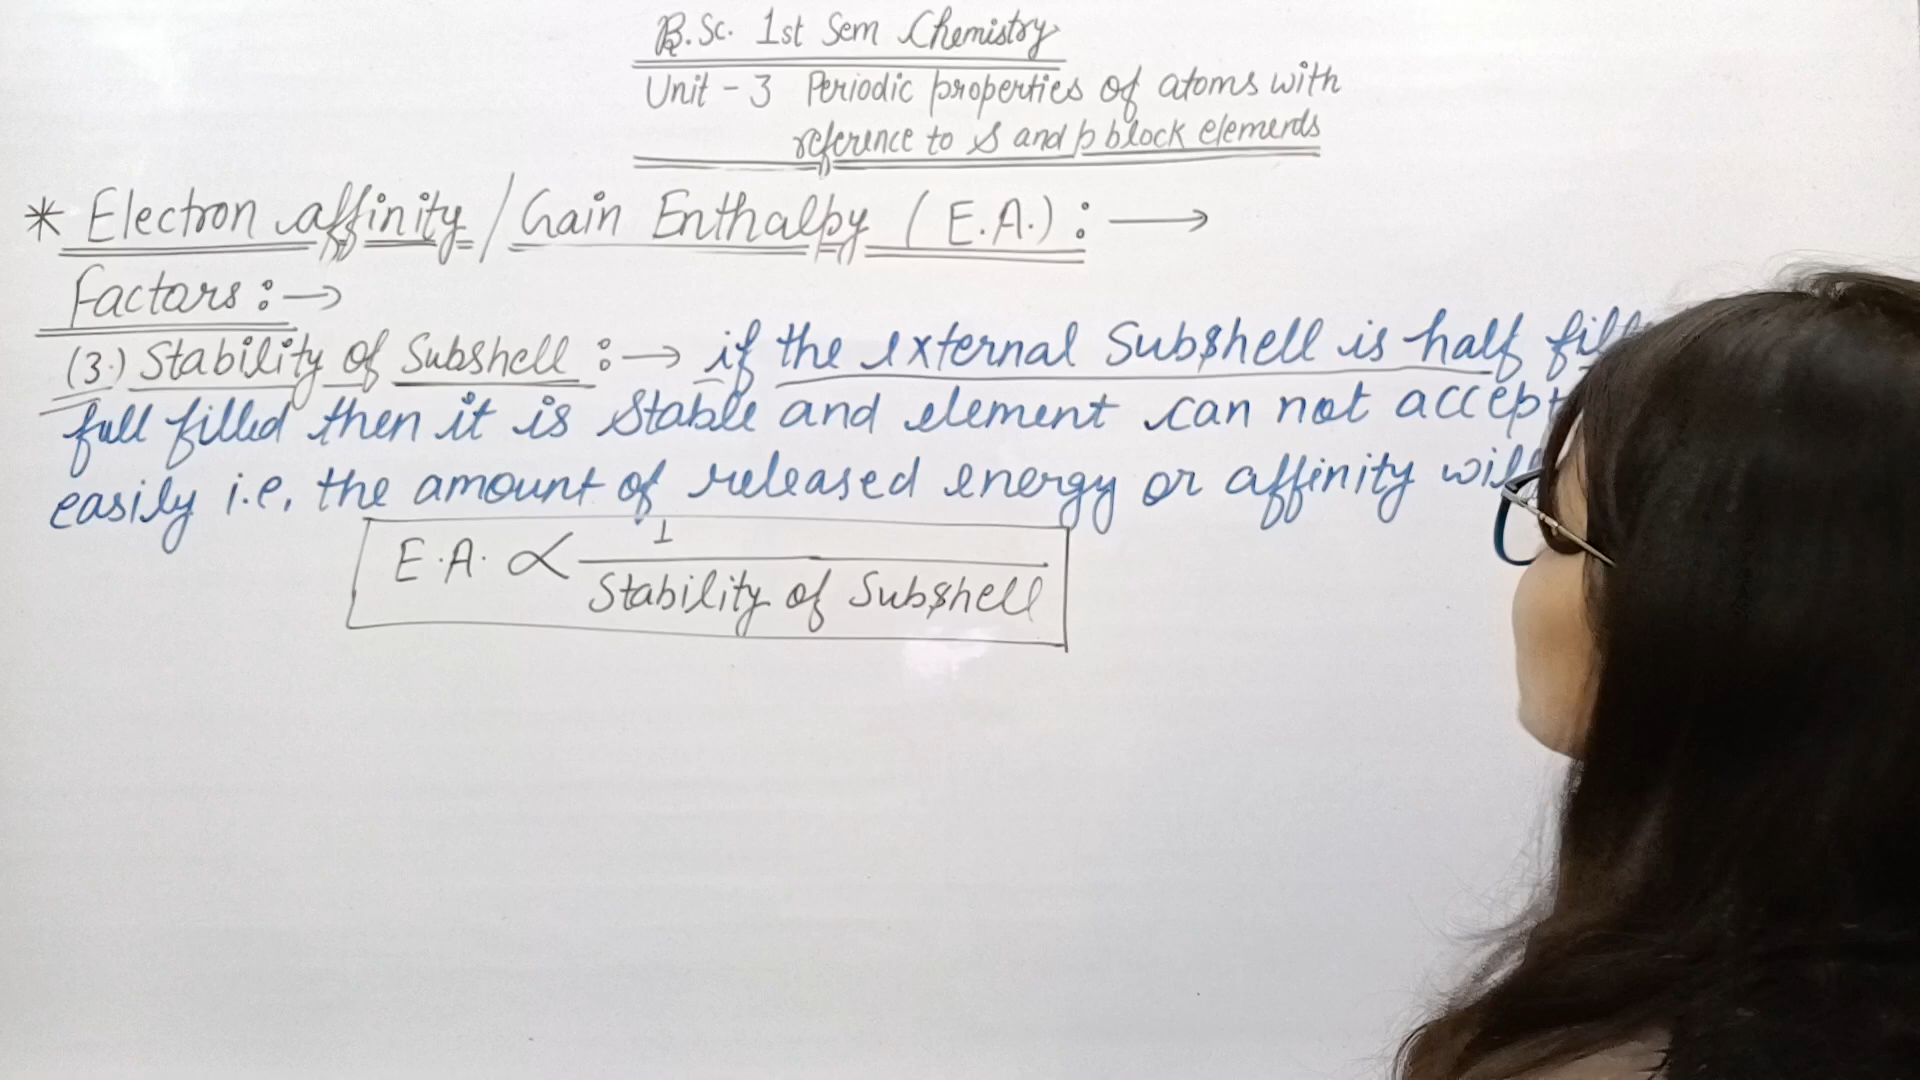 B.Sc. 1st Sem Chemistry
Unit - 3 Periodic properties of atoms with
reference to s and p block elements
* Electron affinity / Gain Enthalpy (E.A.) : ⟶
Factors : →
(3.) Stability of Subshell : → if the external Subshell is half
full filled then it is stable and element can not accept
easily i.e, the amount of released energy or affinity
E.A. ∝ 1 / Stability of Subshell